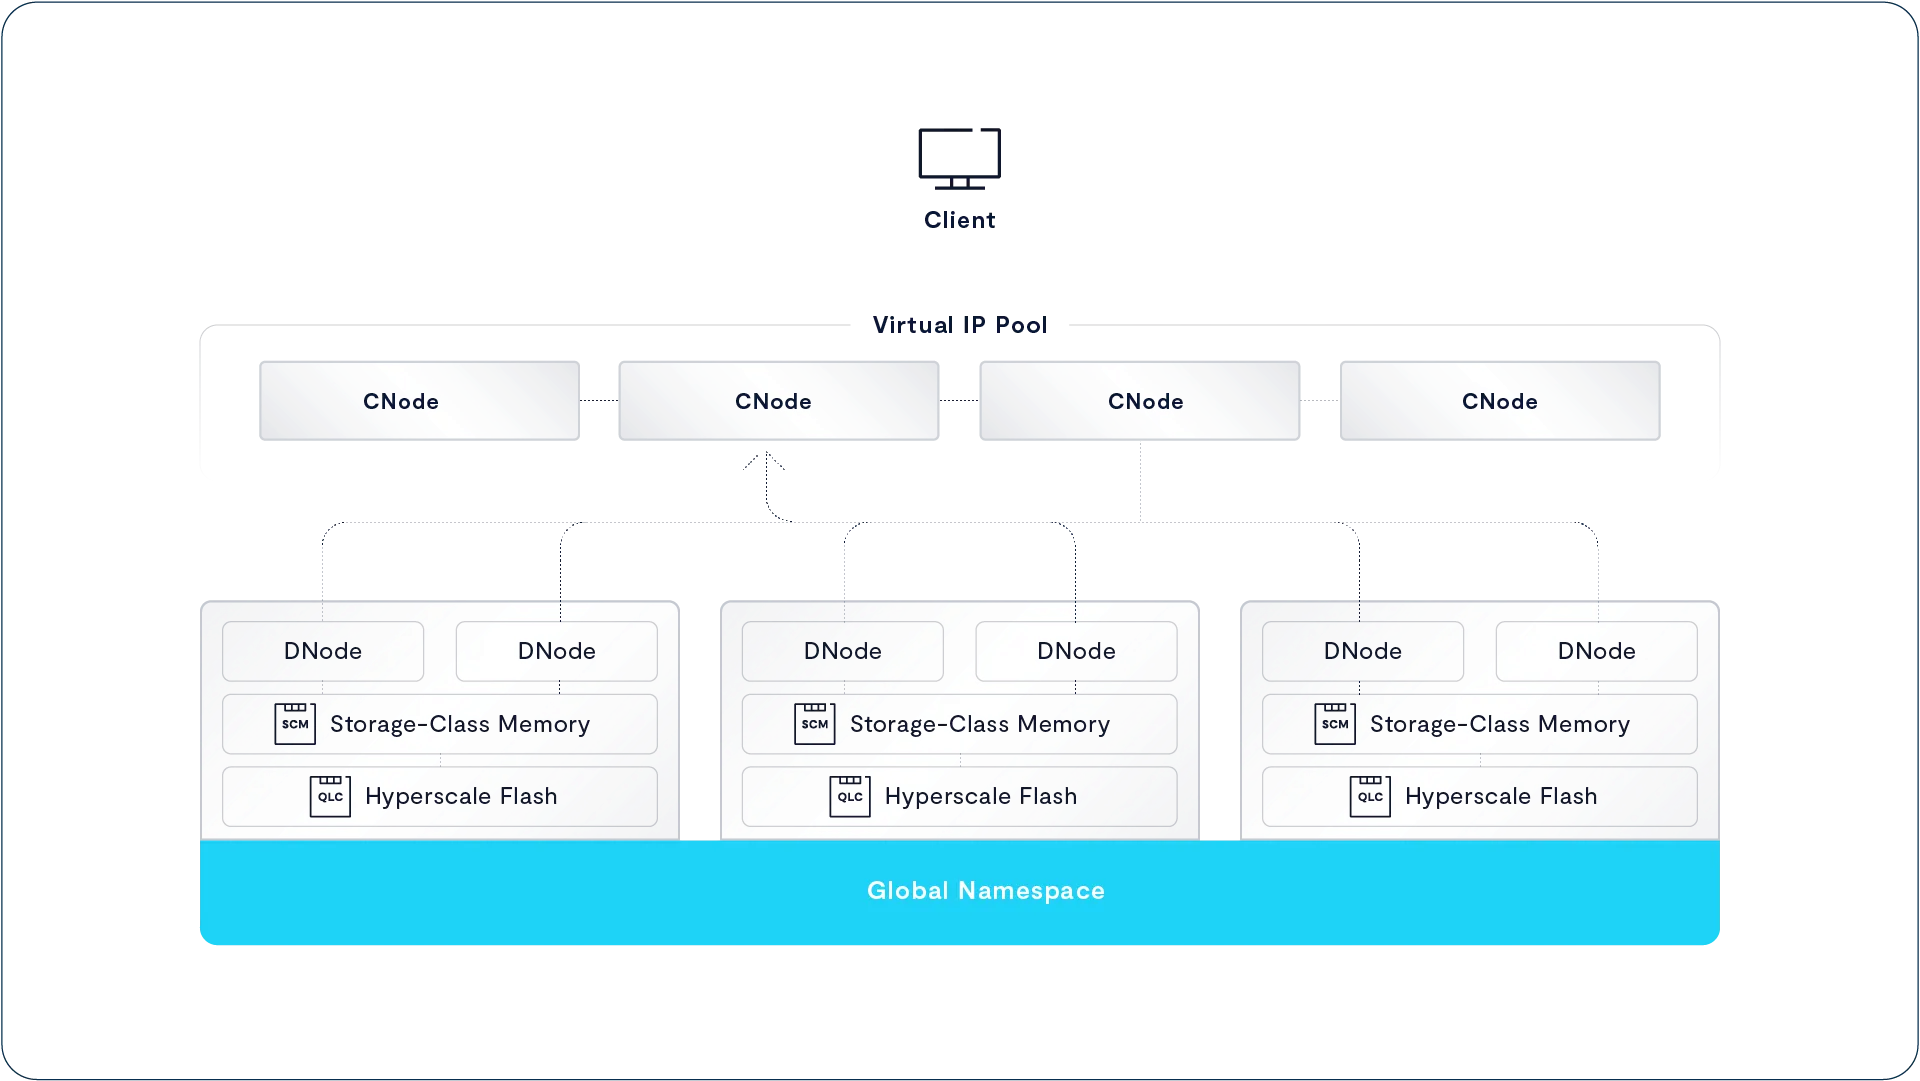 Client
Virtual IP Pool
CNode CNode CNode CNode
DNode DNode DNode DNode DNode DNode
SCM Storage-Class Memory SCM Storage-Class Memory SCM Storage-Class Memory
QLC Hyperscale Flash QLC Hyperscale Flash QLC Hyperscale Flash
Global Namespace